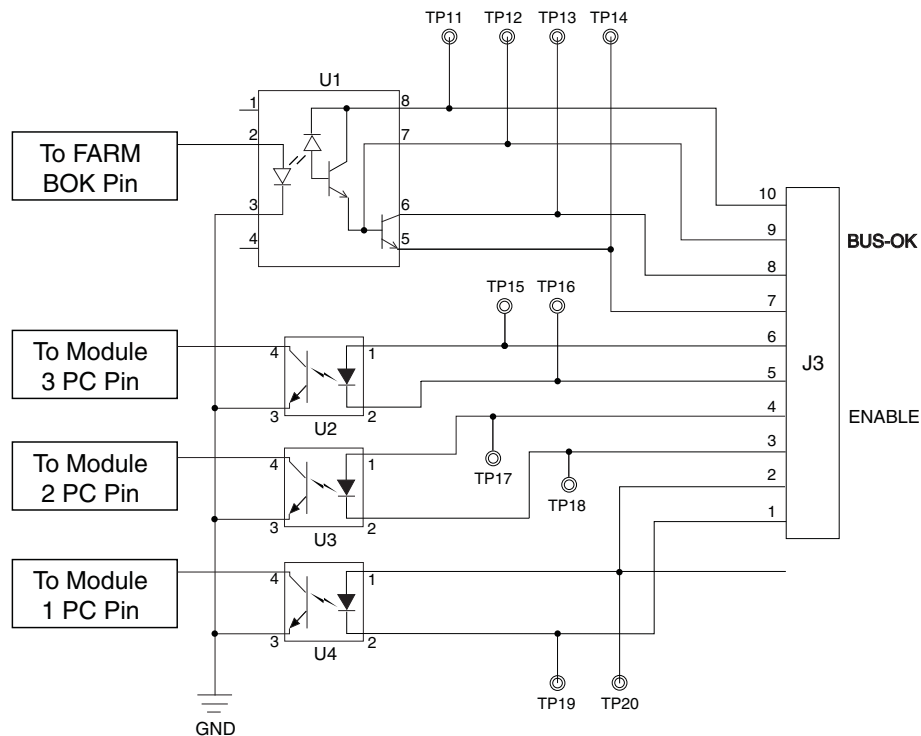 TP11 TP12 TP13 TP14
U1
1 8
2 7
To FARM
BOK Pin
3 6
4 5
10
9
8
7
6
5
4
3
2
1
J3
BUS-OK
ENABLE
TP15 TP16
To Module
3 PC Pin
4 1
3 2
U2
To Module
2 PC Pin
4 1
3 2
U3
TP17
TP18
To Module
1 PC Pin
4 1
3 2
U4
TP19 TP20
GND